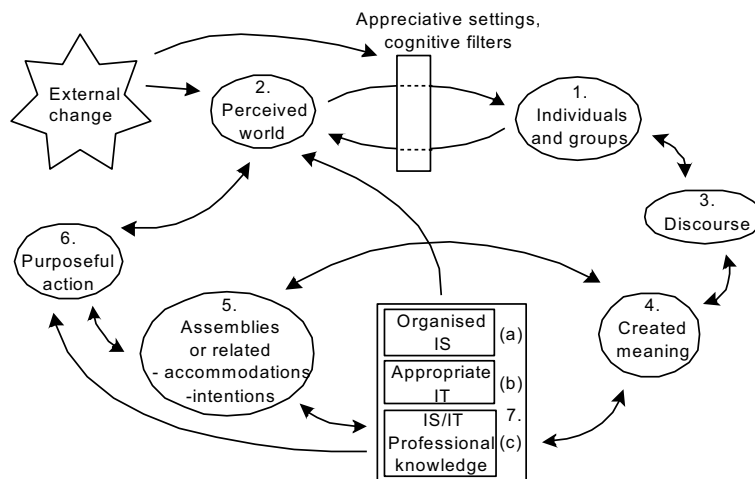 Appreciative settings,
cognitive filters
External
change
2.
Perceived
world
1.
Individuals
and groups
3.
Discourse
6.
Purposeful
action
5.
Assemblies
or related
- accommodations
-intentions
4.
Created
meaning
Organised
IS
(a)
Appropriate
IT
(b)
IS/IT
Professional
knowledge
7.
(c)